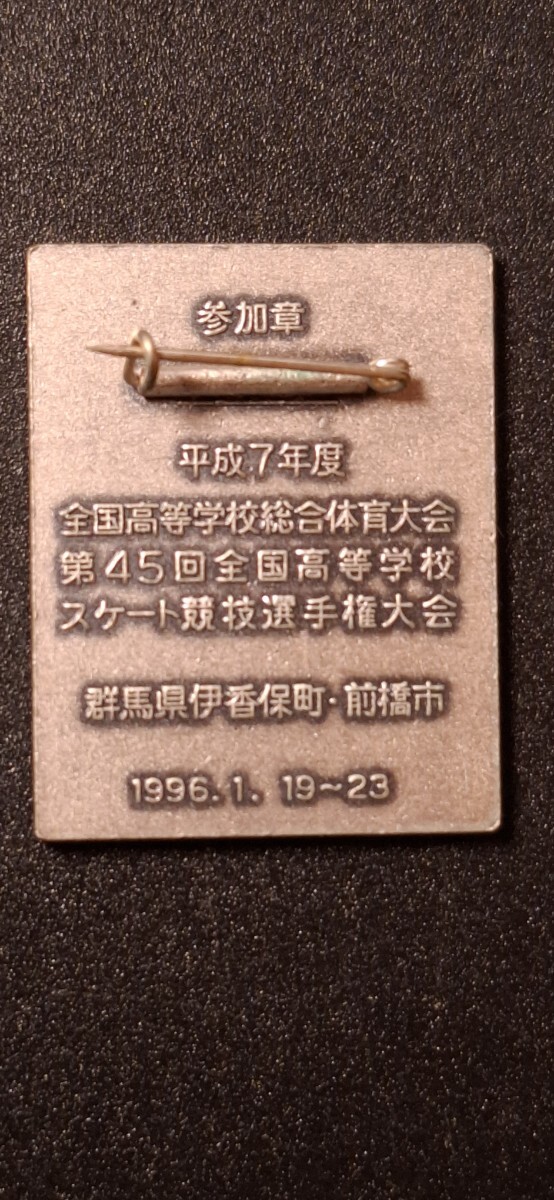 参加章
平成7年度
全国高等学校総合体育大会
第45回全国高等学校
スケート競技選手権大会
群馬県伊香保町・前橋市
1996.1. 19~23